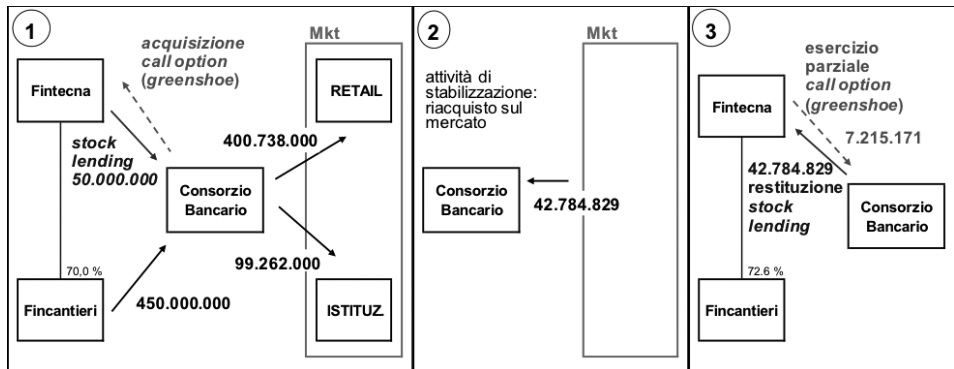 1
acquisizione
call option
(greenshoe)
Fintecna
stock
lending
50.000.000
Mkt
RETAIL
400.738.000
Consorzio
Bancario
99.262.000
70,0 %
Fincantieri
450.000.000
ISTITUZ.
2
Mkt
attività di
stabilizzazione:
riacquisto sul
mercato
Consorzio
Bancario
42.784.829
3
esercizio
parziale
call option
(greenshoe)
Fintecna
7.215.171
42.784.829
restituzione
stock
lending
Consorzio
Bancario
72.6 %
Fincantieri